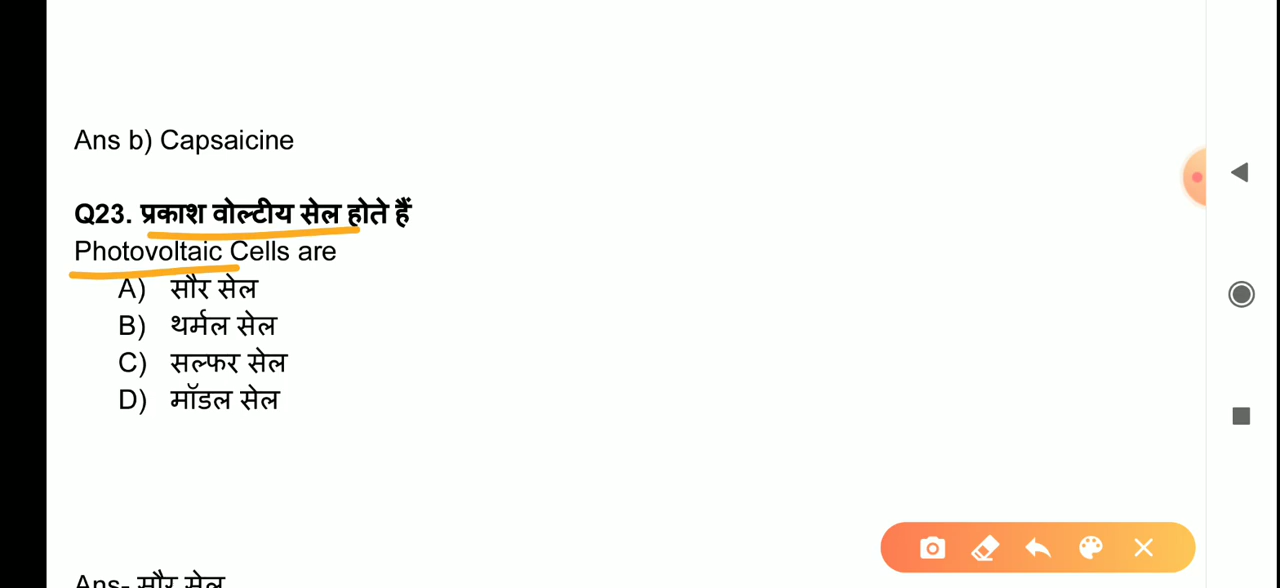 Ans b) Capsaicine
Q23. प्रकाश वोल्टीय सेल होते हैं
Photovoltaic Cells are
A) सौर सेल
B) थर्मल सेल
C) सल्फर सेल
D) मॉडल सेल
Ans- सौर सेल